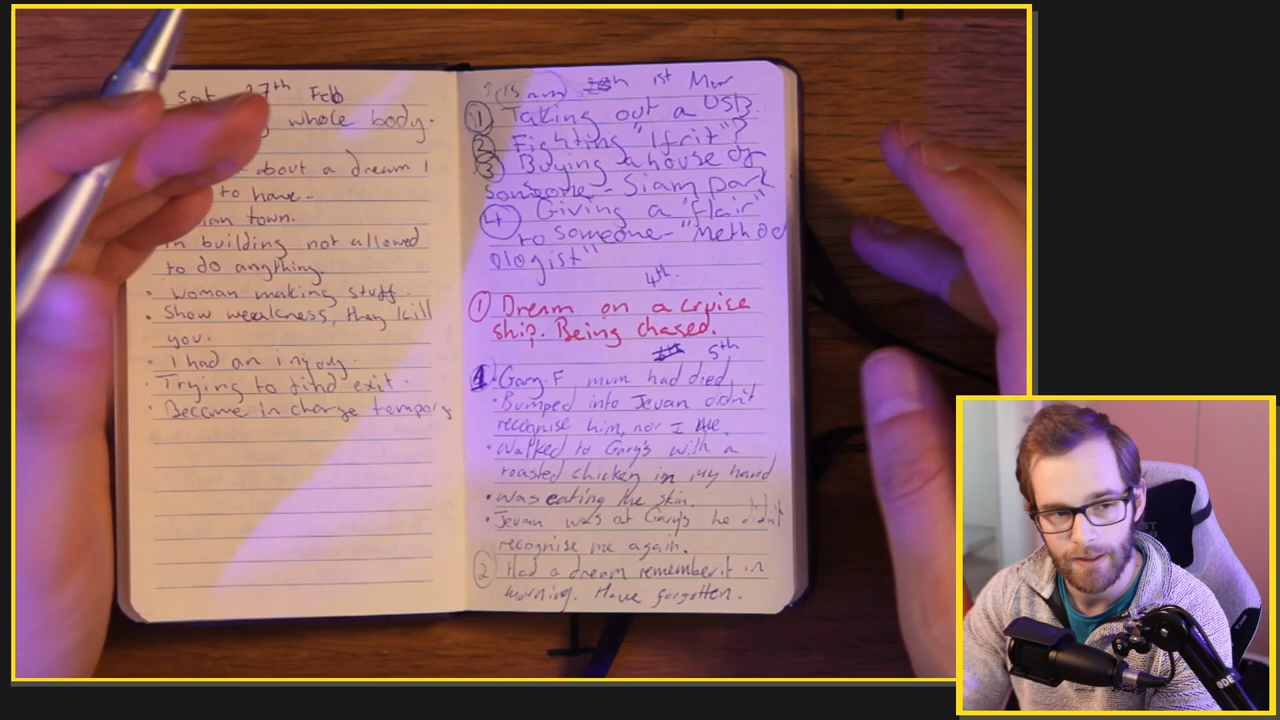 Sat 27th Feb
whole body.
about a dream I
to have.
town.
In building not allowed
to do anything.
• Woman making stuff.
• Show weakness, they kill
you.
• I had an injury.
• Trying to find exit.
• Become in charge
1st Mar
① Taking out a USB.
② Fighting "Ifrit"?
③ Buying a house of
someone - Siam park
④ Giving a "flair"
to someone - "Method
ologist"
4th.
① Dream on a cruise
ship. Being chased.
5th
1. Gary.F mum had died.
• Bumped into Jevan didn't
recognise him, nor I
• Walked to Gary's with a
roasted chicken in my hand
• was eating the skin.
• Jevan was at Gary's he didn't
recognise me again.
② Had a dream remember it in
morning. Have forgotten.
RODE